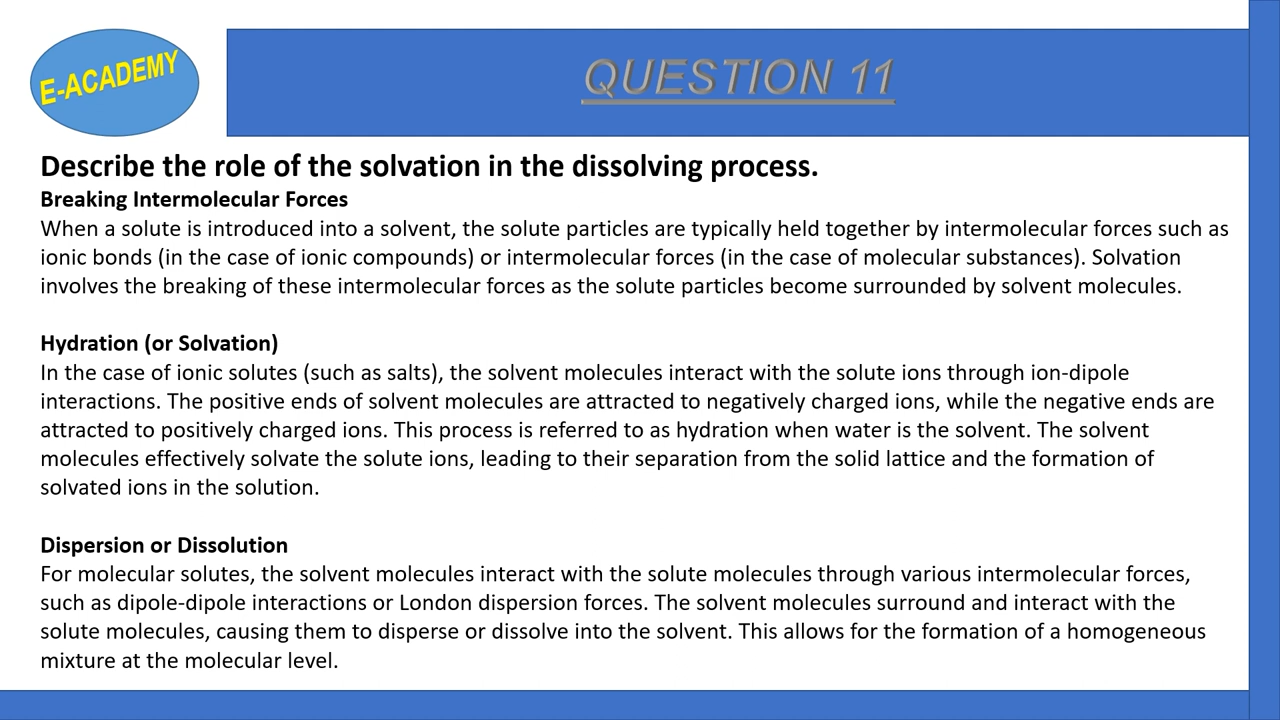 E-ACADEMY
QUESTION 11
Describe the role of the solvation in the dissolving process.
Breaking Intermolecular Forces
When a solute is introduced into a solvent, the solute particles are typically held together by intermolecular forces such as
ionic bonds (in the case of ionic compounds) or intermolecular forces (in the case of molecular substances). Solvation
involves the breaking of these intermolecular forces as the solute particles become surrounded by solvent molecules.
Hydration (or Solvation)
In the case of ionic solutes (such as salts), the solvent molecules interact with the solute ions through ion-dipole
interactions. The positive ends of solvent molecules are attracted to negatively charged ions, while the negative ends are
attracted to positively charged ions. This process is referred to as hydration when water is the solvent. The solvent
molecules effectively solvate the solute ions, leading to their separation from the solid lattice and the formation of
solvated ions in the solution.
Dispersion or Dissolution
For molecular solutes, the solvent molecules interact with the solute molecules through various intermolecular forces,
such as dipole-dipole interactions or London dispersion forces. The solvent molecules surround and interact with the
solute molecules, causing them to disperse or dissolve into the solvent. This allows for the formation of a homogeneous
mixture at the molecular level.